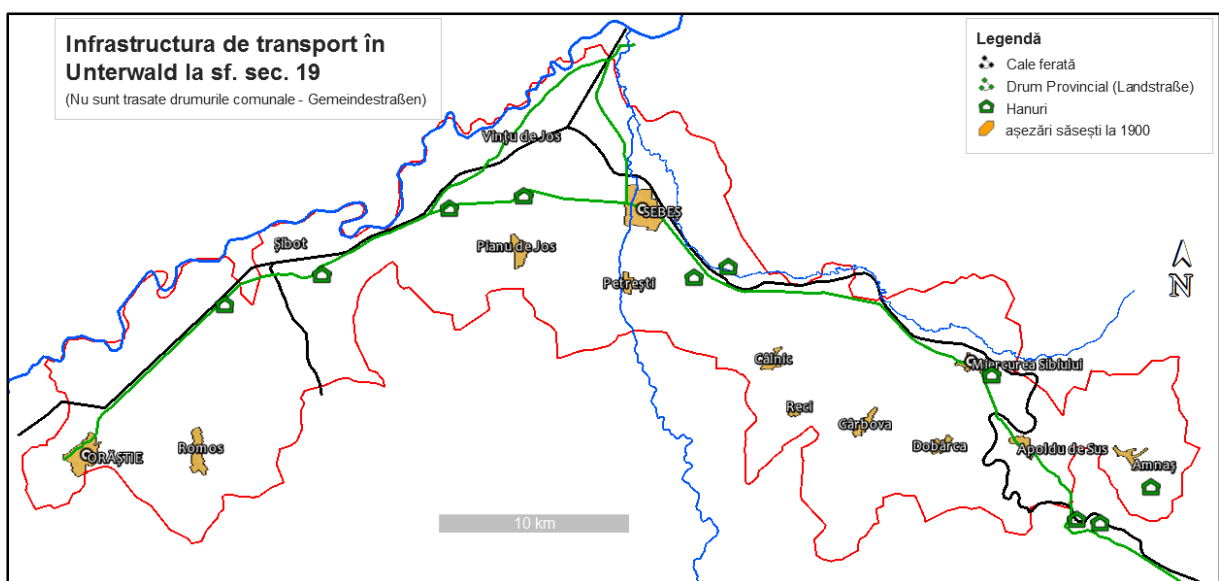 Infrastructura de transport în
Unterwald la sf. sec. 19
(Nu sunt trasate drumurile comunale - Gemeindestraßen)
Legendă
Cale ferată
Drum Provincial (Landstraße)
Hanuri
așezări săsești la 1900
Vințu de Jos
SEBEȘ
Șibot
Pianu de Jos
Petrești
N
Câlnic
Miercurea Sibiului
Reci
Gârbova
Dobârca
Apoldu de Sus
Amnaș
Romos
ORĂȘTIE
10 km